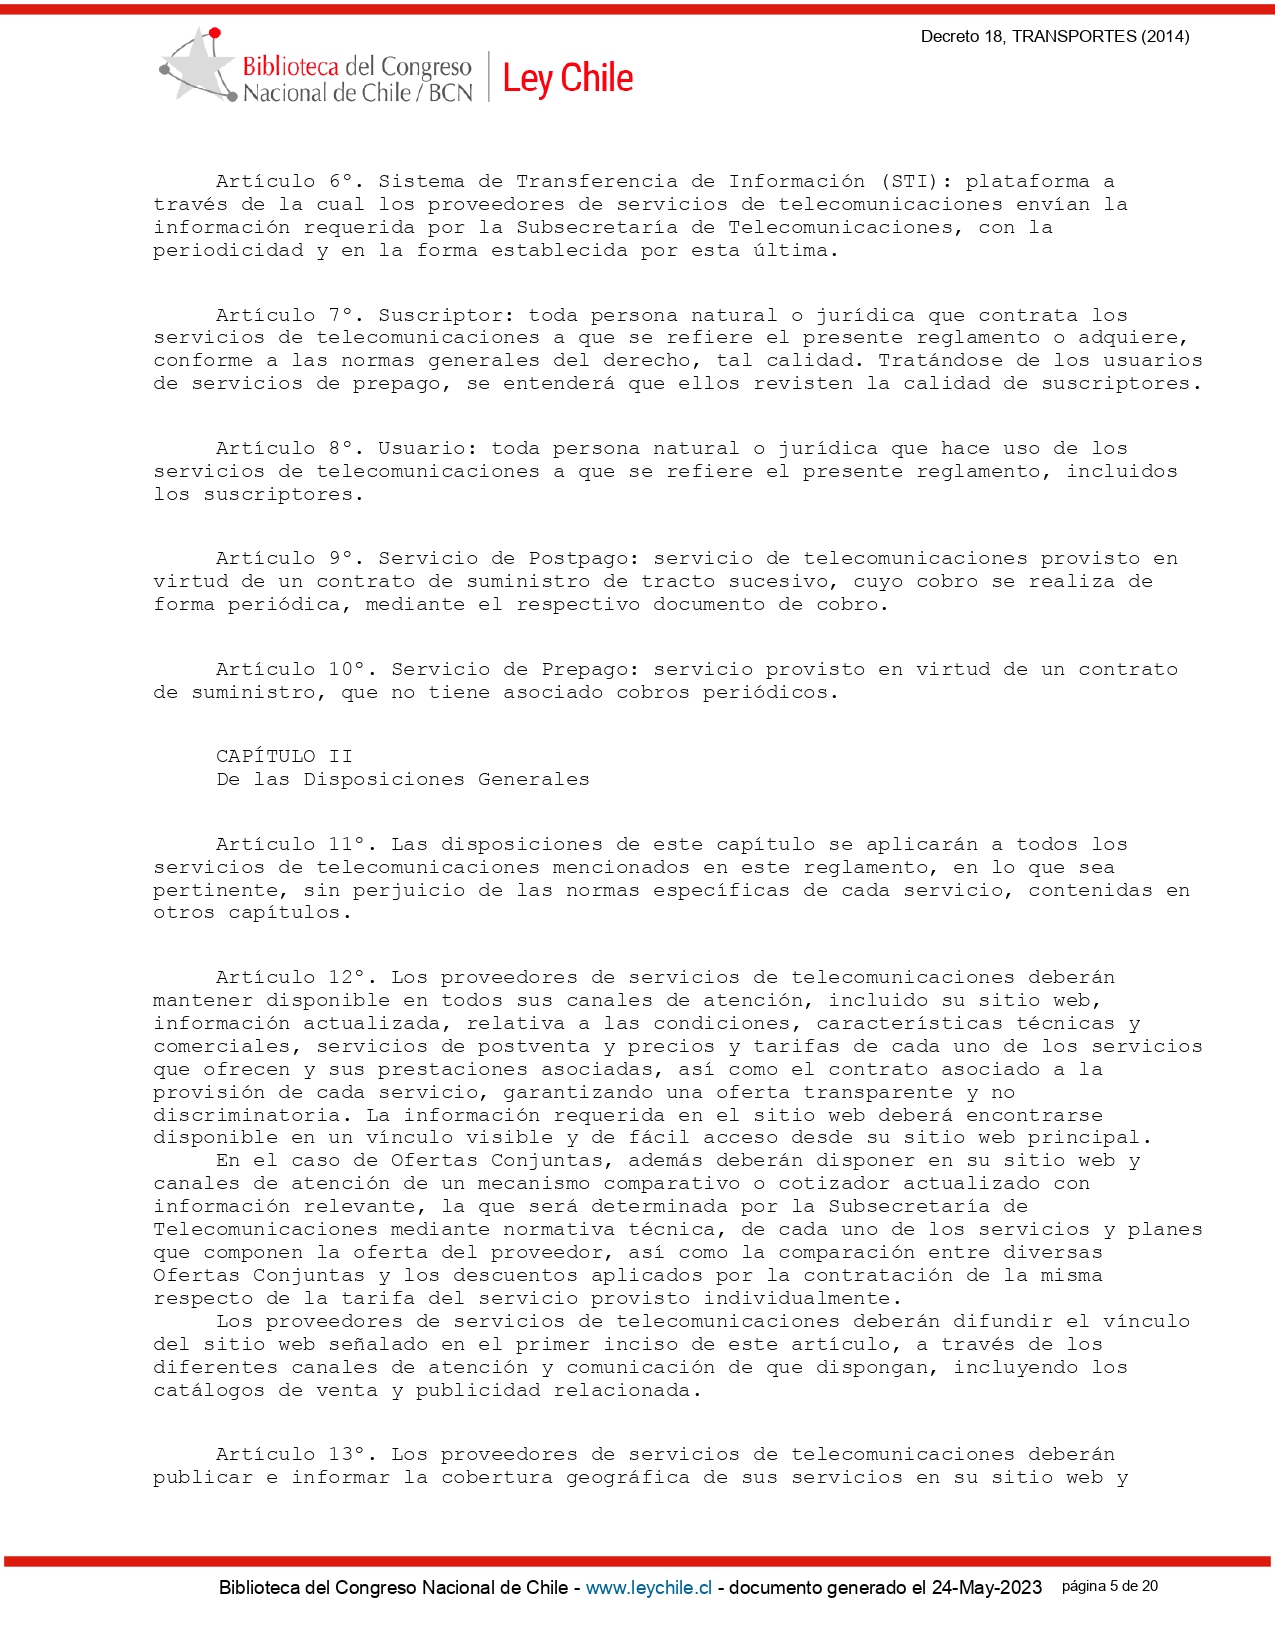 Decreto 18, TRANSPORTES (2014)
Biblioteca del Congreso
Nacional de Chile / BCN
Ley Chile
Artículo 6º. Sistema de Transferencia de Información (STI): plataforma a
través de la cual los proveedores de servicios de telecomunicaciones envían la
información requerida por la Subsecretaría de Telecomunicaciones, con la
periodicidad y en la forma establecida por esta última.
Artículo 7º. Suscriptor: toda persona natural o jurídica que contrata los
servicios de telecomunicaciones a que se refiere el presente reglamento o adquiere,
conforme a las normas generales del derecho, tal calidad. Tratándose de los usuarios
de servicios de prepago, se entenderá que ellos revisten la calidad de suscriptores.
Artículo 8º. Usuario: toda persona natural o jurídica que hace uso de los
servicios de telecomunicaciones a que se refiere el presente reglamento, incluidos
los suscriptores.
Artículo 9º. Servicio de Postpago: servicio de telecomunicaciones provisto en
virtud de un contrato de suministro de tracto sucesivo, cuyo cobro se realiza de
forma periódica, mediante el respectivo documento de cobro.
Artículo 10º. Servicio de Prepago: servicio provisto en virtud de un contrato
de suministro, que no tiene asociado cobros periódicos.
CAPÍTULO II
De las Disposiciones Generales
Artículo 11º. Las disposiciones de este capítulo se aplicarán a todos los
servicios de telecomunicaciones mencionados en este reglamento, en lo que sea
pertinente, sin perjuicio de las normas específicas de cada servicio, contenidas en
otros capítulos.
Artículo 12º. Los proveedores de servicios de telecomunicaciones deberán
mantener disponible en todos sus canales de atención, incluido su sitio web,
información actualizada, relativa a las condiciones, características técnicas y
comerciales, servicios de postventa y precios y tarifas de cada uno de los servicios
que ofrecen y sus prestaciones asociadas, así como el contrato asociado a la
provisión de cada servicio, garantizando una oferta transparente y no
discriminatoria. La información requerida en el sitio web deberá encontrarse
disponible en un vínculo visible y de fácil acceso desde su sitio web principal.
En el caso de Ofertas Conjuntas, además deberán disponer en su sitio web y
canales de atención de un mecanismo comparativo o cotizador actualizado con
información relevante, la que será determinada por la Subsecretaría de
Telecomunicaciones mediante normativa técnica, de cada uno de los servicios y planes
que componen la oferta del proveedor, así como la comparación entre diversas
Ofertas Conjuntas y los descuentos aplicados por la contratación de la misma
respecto de la tarifa del servicio provisto individualmente.
Los proveedores de servicios de telecomunicaciones deberán difundir el vínculo
del sitio web señalado en el primer inciso de este artículo, a través de los
diferentes canales de atención y comunicación de que dispongan, incluyendo los
catálogos de venta y publicidad relacionada.
Artículo 13º. Los proveedores de servicios de telecomunicaciones deberán
publicar e informar la cobertura geográfica de sus servicios en su sitio web y
Biblioteca del Congreso Nacional de Chile - www.leychile.cl - documento generado el 24-May-2023 página 5 de 20